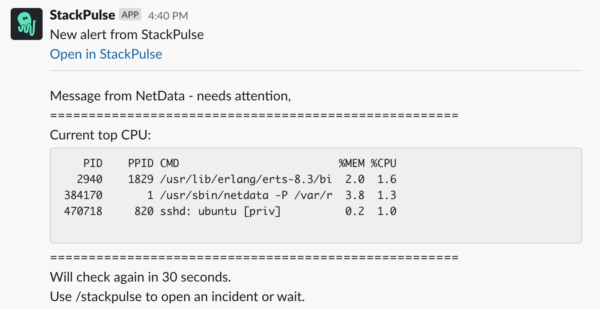 StackPulse APP 4:40 PM
New alert from StackPulse
Open in StackPulse
Message from NetData - needs attention,
=====================================================
Current top CPU:
PID PPID CMD %MEM %CPU
2940 1829 /usr/lib/erlang/erts-8.3/bi 2.0 1.6
384170 1 /usr/sbin/netdata -P /var/r 3.8 1.3
470718 820 sshd: ubuntu [priv] 0.2 1.0
=====================================================
Will check again in 30 seconds.
Use /stackpulse to open an incident or wait.